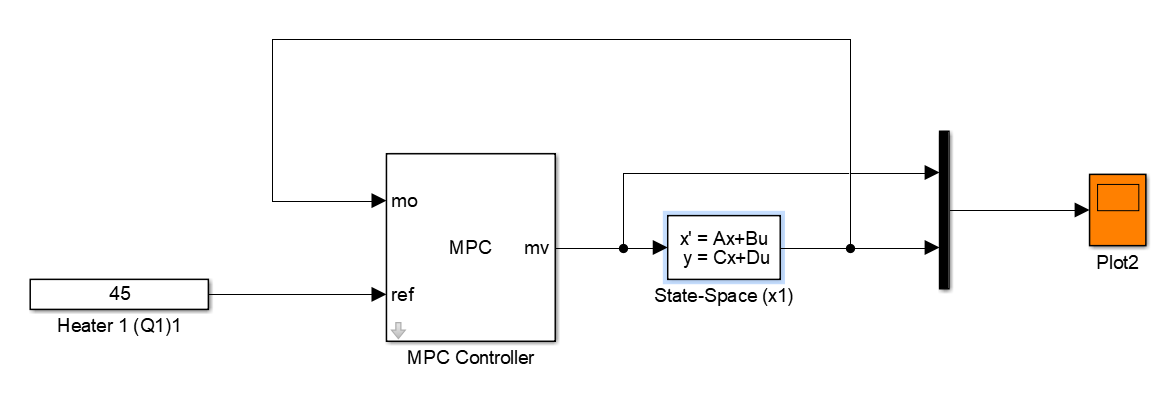 mo
MPC
mv
ref
MPC Controller
45
Heater 1 (Q1)1
x' = Ax+Bu
y = Cx+Du
State-Space (x1)
Plot2